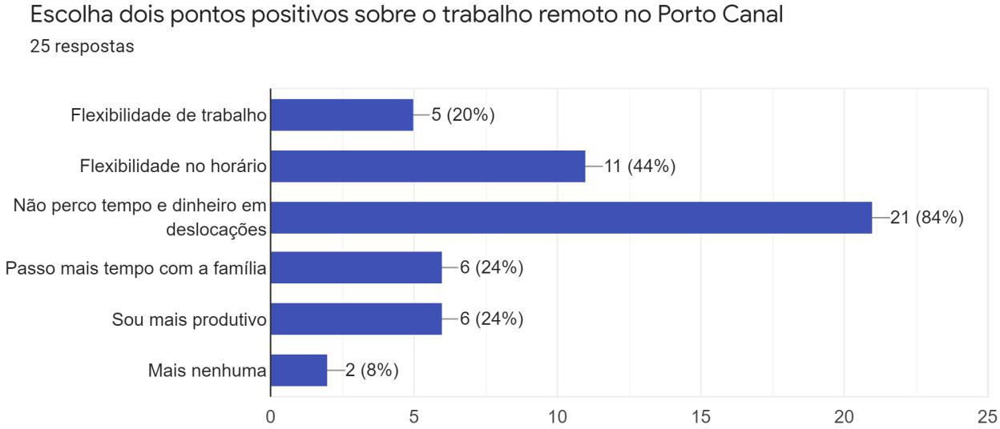 Escolha dois pontos positivos sobre o trabalho remoto no Porto Canal
25 respostas
Flexibilidade de trabalho
5 (20%)
Flexibilidade no horário
11 (44%)
Não perco tempo e dinheiro em
deslocações
21 (84%)
Passo mais tempo com a família
6 (24%)
Sou mais produtivo
6 (24%)
Mais nenhuma
2 (8%)
0 5 10 15 20 25